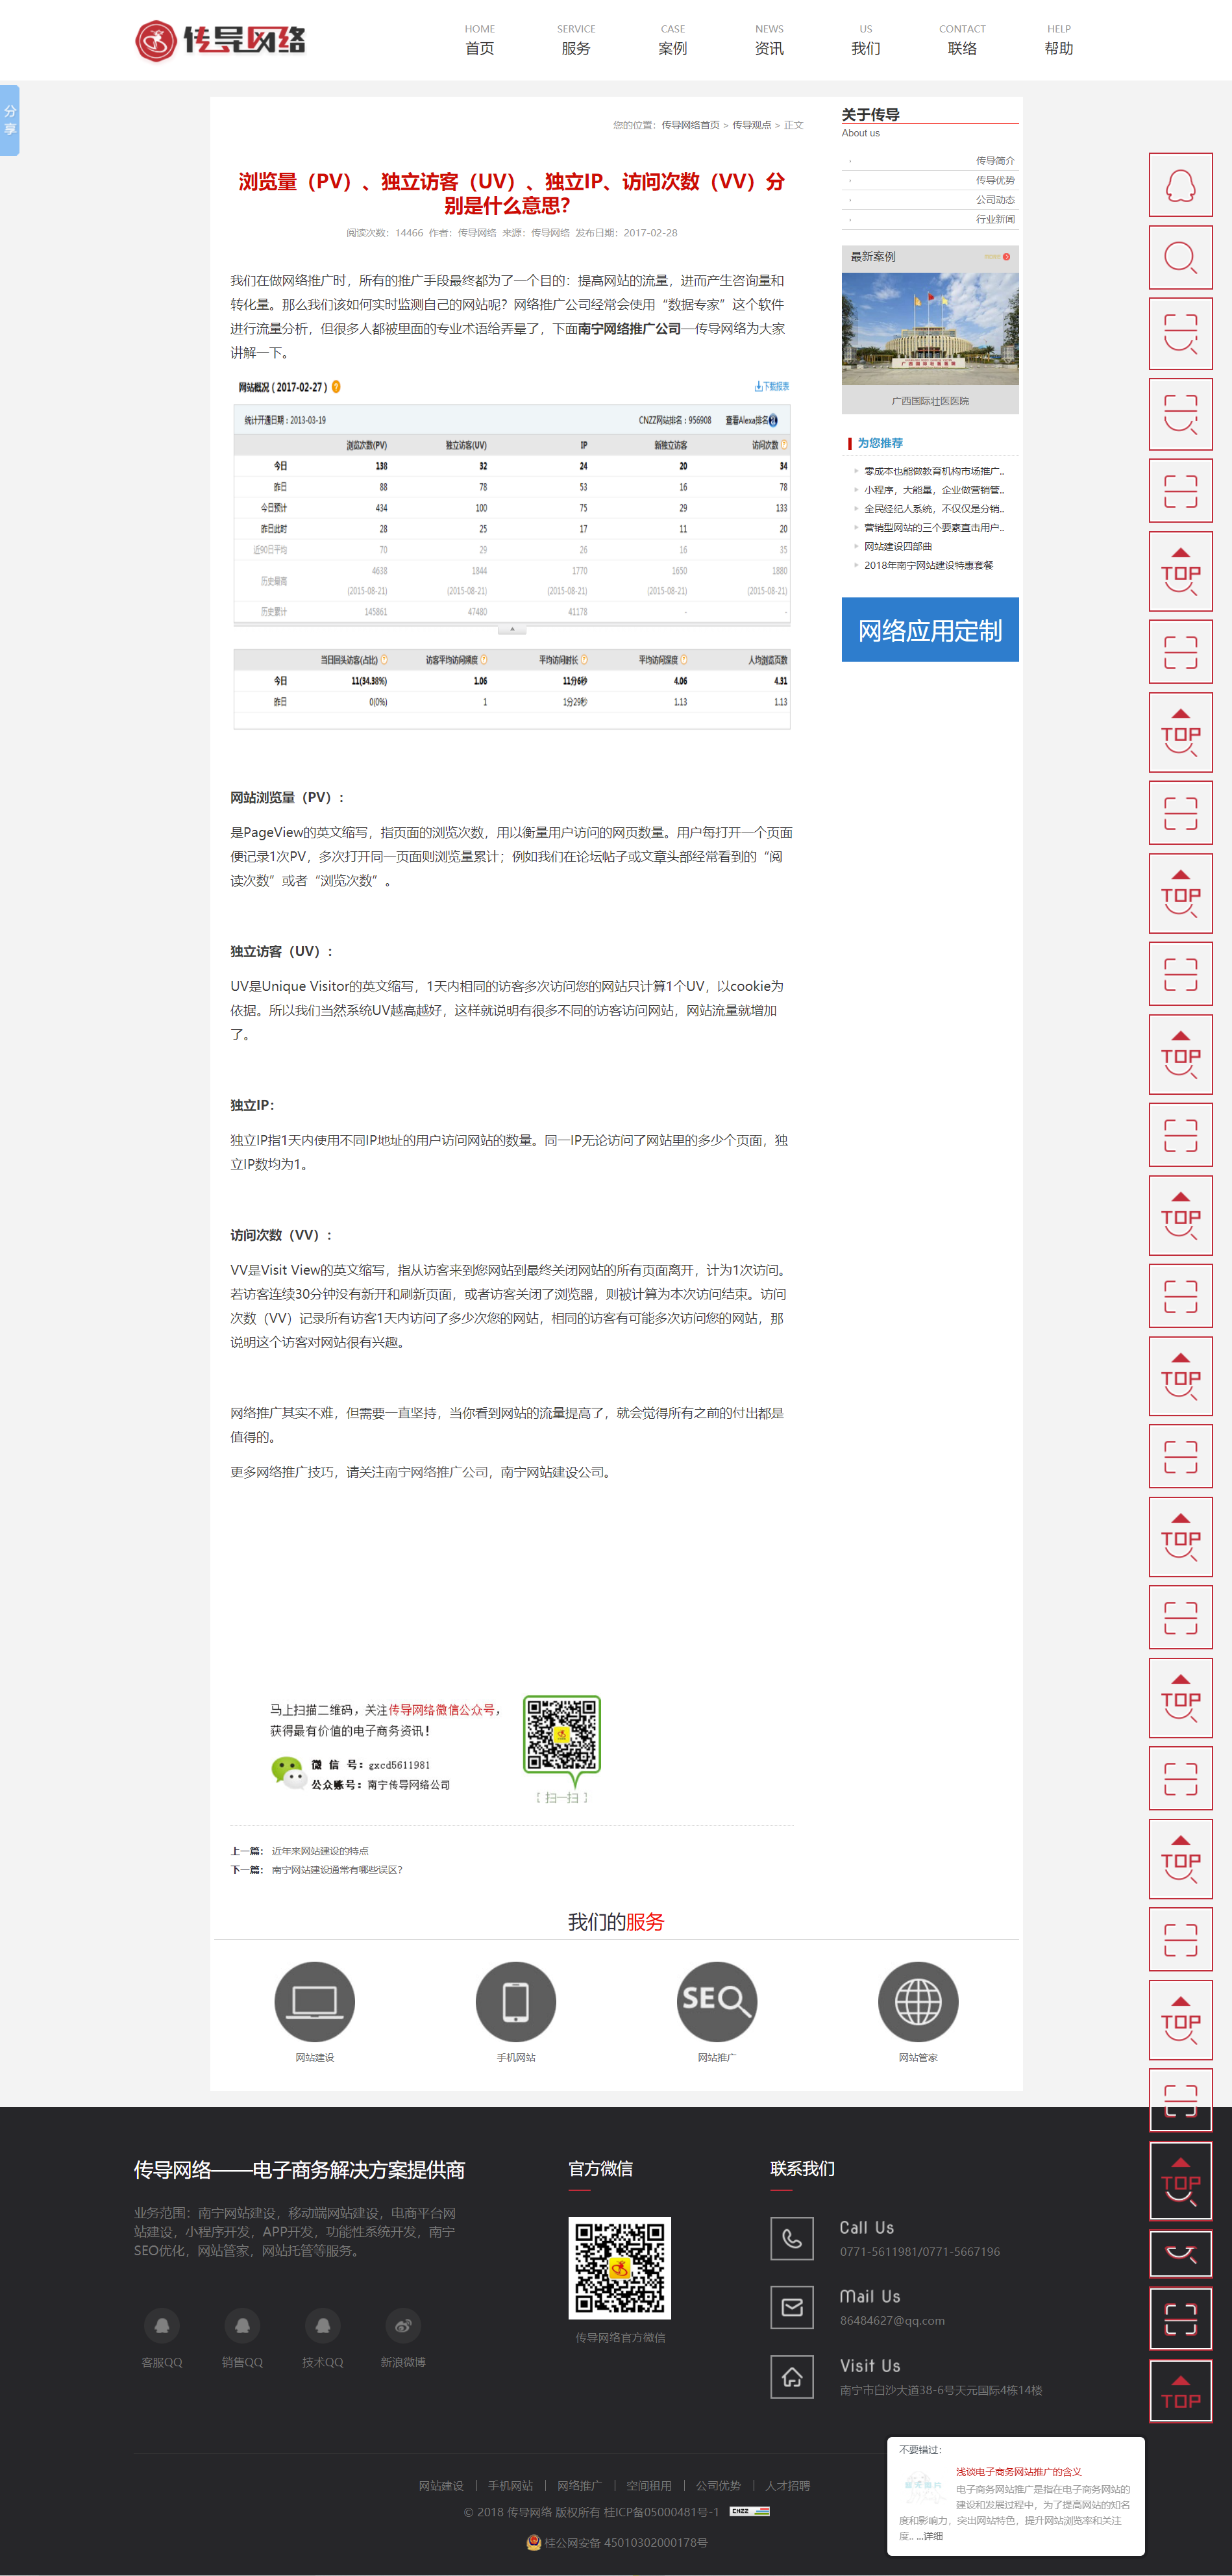 传导网络
HOME
首页
SERVICE
服务
CASE
案例
NEWS
资讯
US
我们
CONTACT
联络
HELP
帮助
分享
您的位置：传导网络首页 > 传导观点 > 正文
浏览量（PV）、独立访客（UV）、独立IP、访问次数（VV）分
别是什么意思?
阅读次数：14466 作者：传导网络 来源：传导网络 发布日期：2017-02-28
我们在做网络推广时，所有的推广手段最终都为了一个目的：提高网站的流量，进而产生咨询量和
转化量。那么我们该如何实时监测自己的网站呢？网络推广公司经常会使用“数据专家”这个软件
进行流量分析，但很多人都被里面的专业术语给弄晕了，下面南宁网络推广公司—传导网络为大家
讲解一下。
网站概况（2017-02-27）
下载报表
统计开通日期：2013-03-19 CNZZ网站排名：956908 查看Alexa排名
浏览次数(PV) 独立访客(UV) IP 新独立访客 访问次数
今日 138 32 24 20 34
昨日 88 78 53 16 78
今日预计 434 100 75 29 133
昨日此时 28 25 17 11 20
近90日平均 70 29 26 16 35
历史最高 4638 1844 1770 1650 1880
(2015-08-21) (2015-08-21) (2015-08-21) (2015-08-21) (2015-08-21)
历史累计 145861 47480 41178 - -
当日回头访客(占比) 访客平均访问频度 平均访问时长 平均访问深度 人均浏览页数
今日 11(34.38%) 1.06 11分6秒 4.06 4.31
昨日 0(0%) 1 1分29秒 1.13 1.13
网站浏览量（PV）：
是PageView的英文缩写，指页面的浏览次数，用以衡量用户访问的网页数量。用户每打开一个页面
便记录1次PV，多次打开同一页面则浏览量累计；例如我们在论坛帖子或文章头部经常看到的“阅
读次数”或者“浏览次数”。
独立访客（UV）：
UV是Unique Visitor的英文缩写，1天内相同的访客多次访问您的网站只计算1个UV，以cookie为
依据。所以我们当然系统UV越高越好，这样就说明有很多不同的访客访问网站，网站流量就增加
了。
独立IP：
独立IP指1天内使用不同IP地址的用户访问网站的数量。同一IP无论访问了网站里的多少个页面，独
立IP数均为1。
访问次数（VV）：
VV是Visit View的英文缩写，指从访客来到您网站到最终关闭网站的所有页面离开，计为1次访问。
若访客连续30分钟没有新开和刷新页面，或者访客关闭了浏览器，则被计算为本次访问结束。访问
次数（VV）记录所有访客1天内访问了多少次您的网站，相同的访客有可能多次访问您的网站，那
说明这个访客对网站很有兴趣。
网络推广其实不难，但需要一直坚持，当你看到网站的流量提高了，就会觉得所有之前的付出都是
值得的。
更多网络推广技巧，请关注南宁网络推广公司，南宁网站建设公司。
马上扫描二维码，关注传导网络微信公众号，
获得最有价值的电子商务资讯！
微 信 号：gxcd5611981
公众账号：南宁传导网络公司
【 扫一扫 】
上一篇： 近年来网站建设的特点
下一篇： 南宁网站建设通常有哪些误区？
关于传导
About us
传导简介
传导优势
公司动态
行业新闻
最新案例
广西国际壮医医院
为您推荐
零成本也能做教育机构市场推广..
小程序，大能量，企业做营销管..
全民经纪人系统，不仅仅是分销..
营销型网站的三个要素直击用户..
网站建设四部曲
2018年南宁网站建设特惠套餐
网络应用定制
TOP
TOP
TOP
TOP
TOP
TOP
TOP
TOP
TOP
TOP
TOP
TOP
我们的服务
SEO
网站建设
手机网站
网站推广
网站管家
传导网络——电子商务解决方案提供商
业务范围：南宁网站建设，移动端网站建设，电商平台网
站建设，小程序开发，APP开发，功能性系统开发，南宁
SEO优化，网站管家，网站托管等服务。
客服QQ
销售QQ
技术QQ
新浪微博
官方微信
传导网络官方微信
联系我们
Call Us
0771-5611981/0771-5667196
Mail Us
86484627@qq.com
Visit Us
南宁市白沙大道38-6号天元国际4栋14楼
网站建设 | 手机网站 | 网络推广 | 空间租用 | 公司优势 | 人才招聘
© 2018 传导网络 版权所有 桂ICP备05000481号-1 CNZZ
桂公网安备 45010302000178号
不要错过：
浅谈电子商务网站推广的含义
电子商务网站推广是指在电子商务网站的
建设和发展过程中，为了提高网站的知名
度和影响力，突出网站特色，提升网站浏览率和关注
度.. ...详细